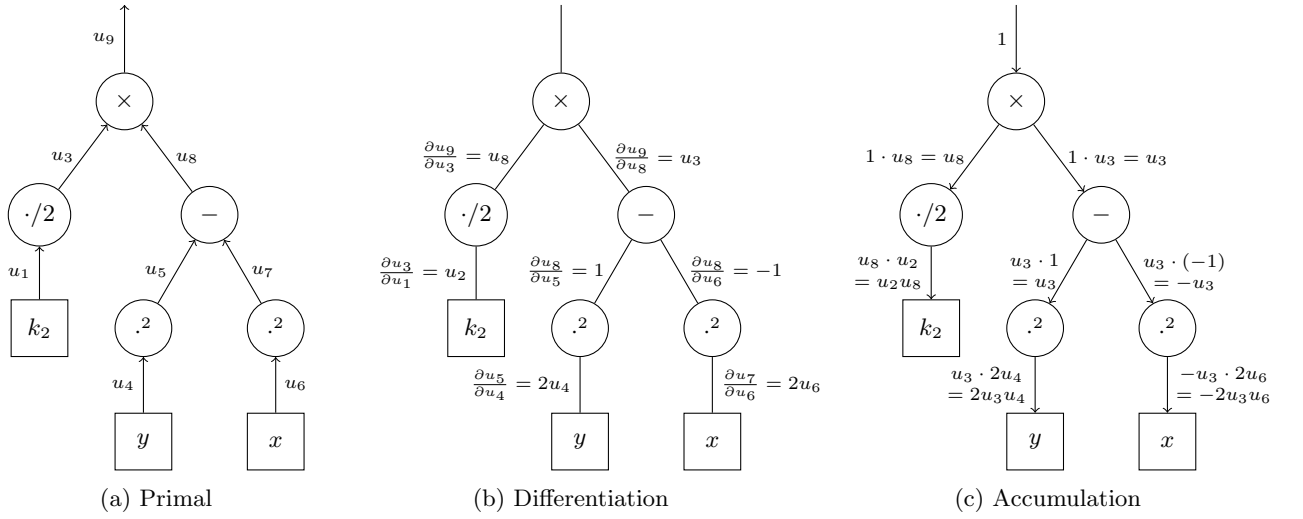 u₉
×
u₃
u₈
·/2
−
u₁
u₅
u₇
k₂
.²
.²
u₄
u₆
y
x
(a) Primal
×
∂u₉/∂u₃ = u₈
∂u₉/∂u₈ = u₃
·/2
−
∂u₃/∂u₁ = u₂
∂u₈/∂u₅ = 1
∂u₈/∂u₆ = −1
k₂
.²
.²
∂u₅/∂u₄ = 2u₄
∂u₇/∂u₆ = 2u₆
y
x
(b) Differentiation
1
×
1 · u₈ = u₈
1 · u₃ = u₃
·/2
−
u₈ · u₂
= u₂u₈
u₃ · 1
= u₃
u₃ · (−1)
= −u₃
k₂
.²
.²
u₃ · 2u₄
= 2u₃u₄
−u₃ · 2u₆
= −2u₃u₆
y
x
(c) Accumulation